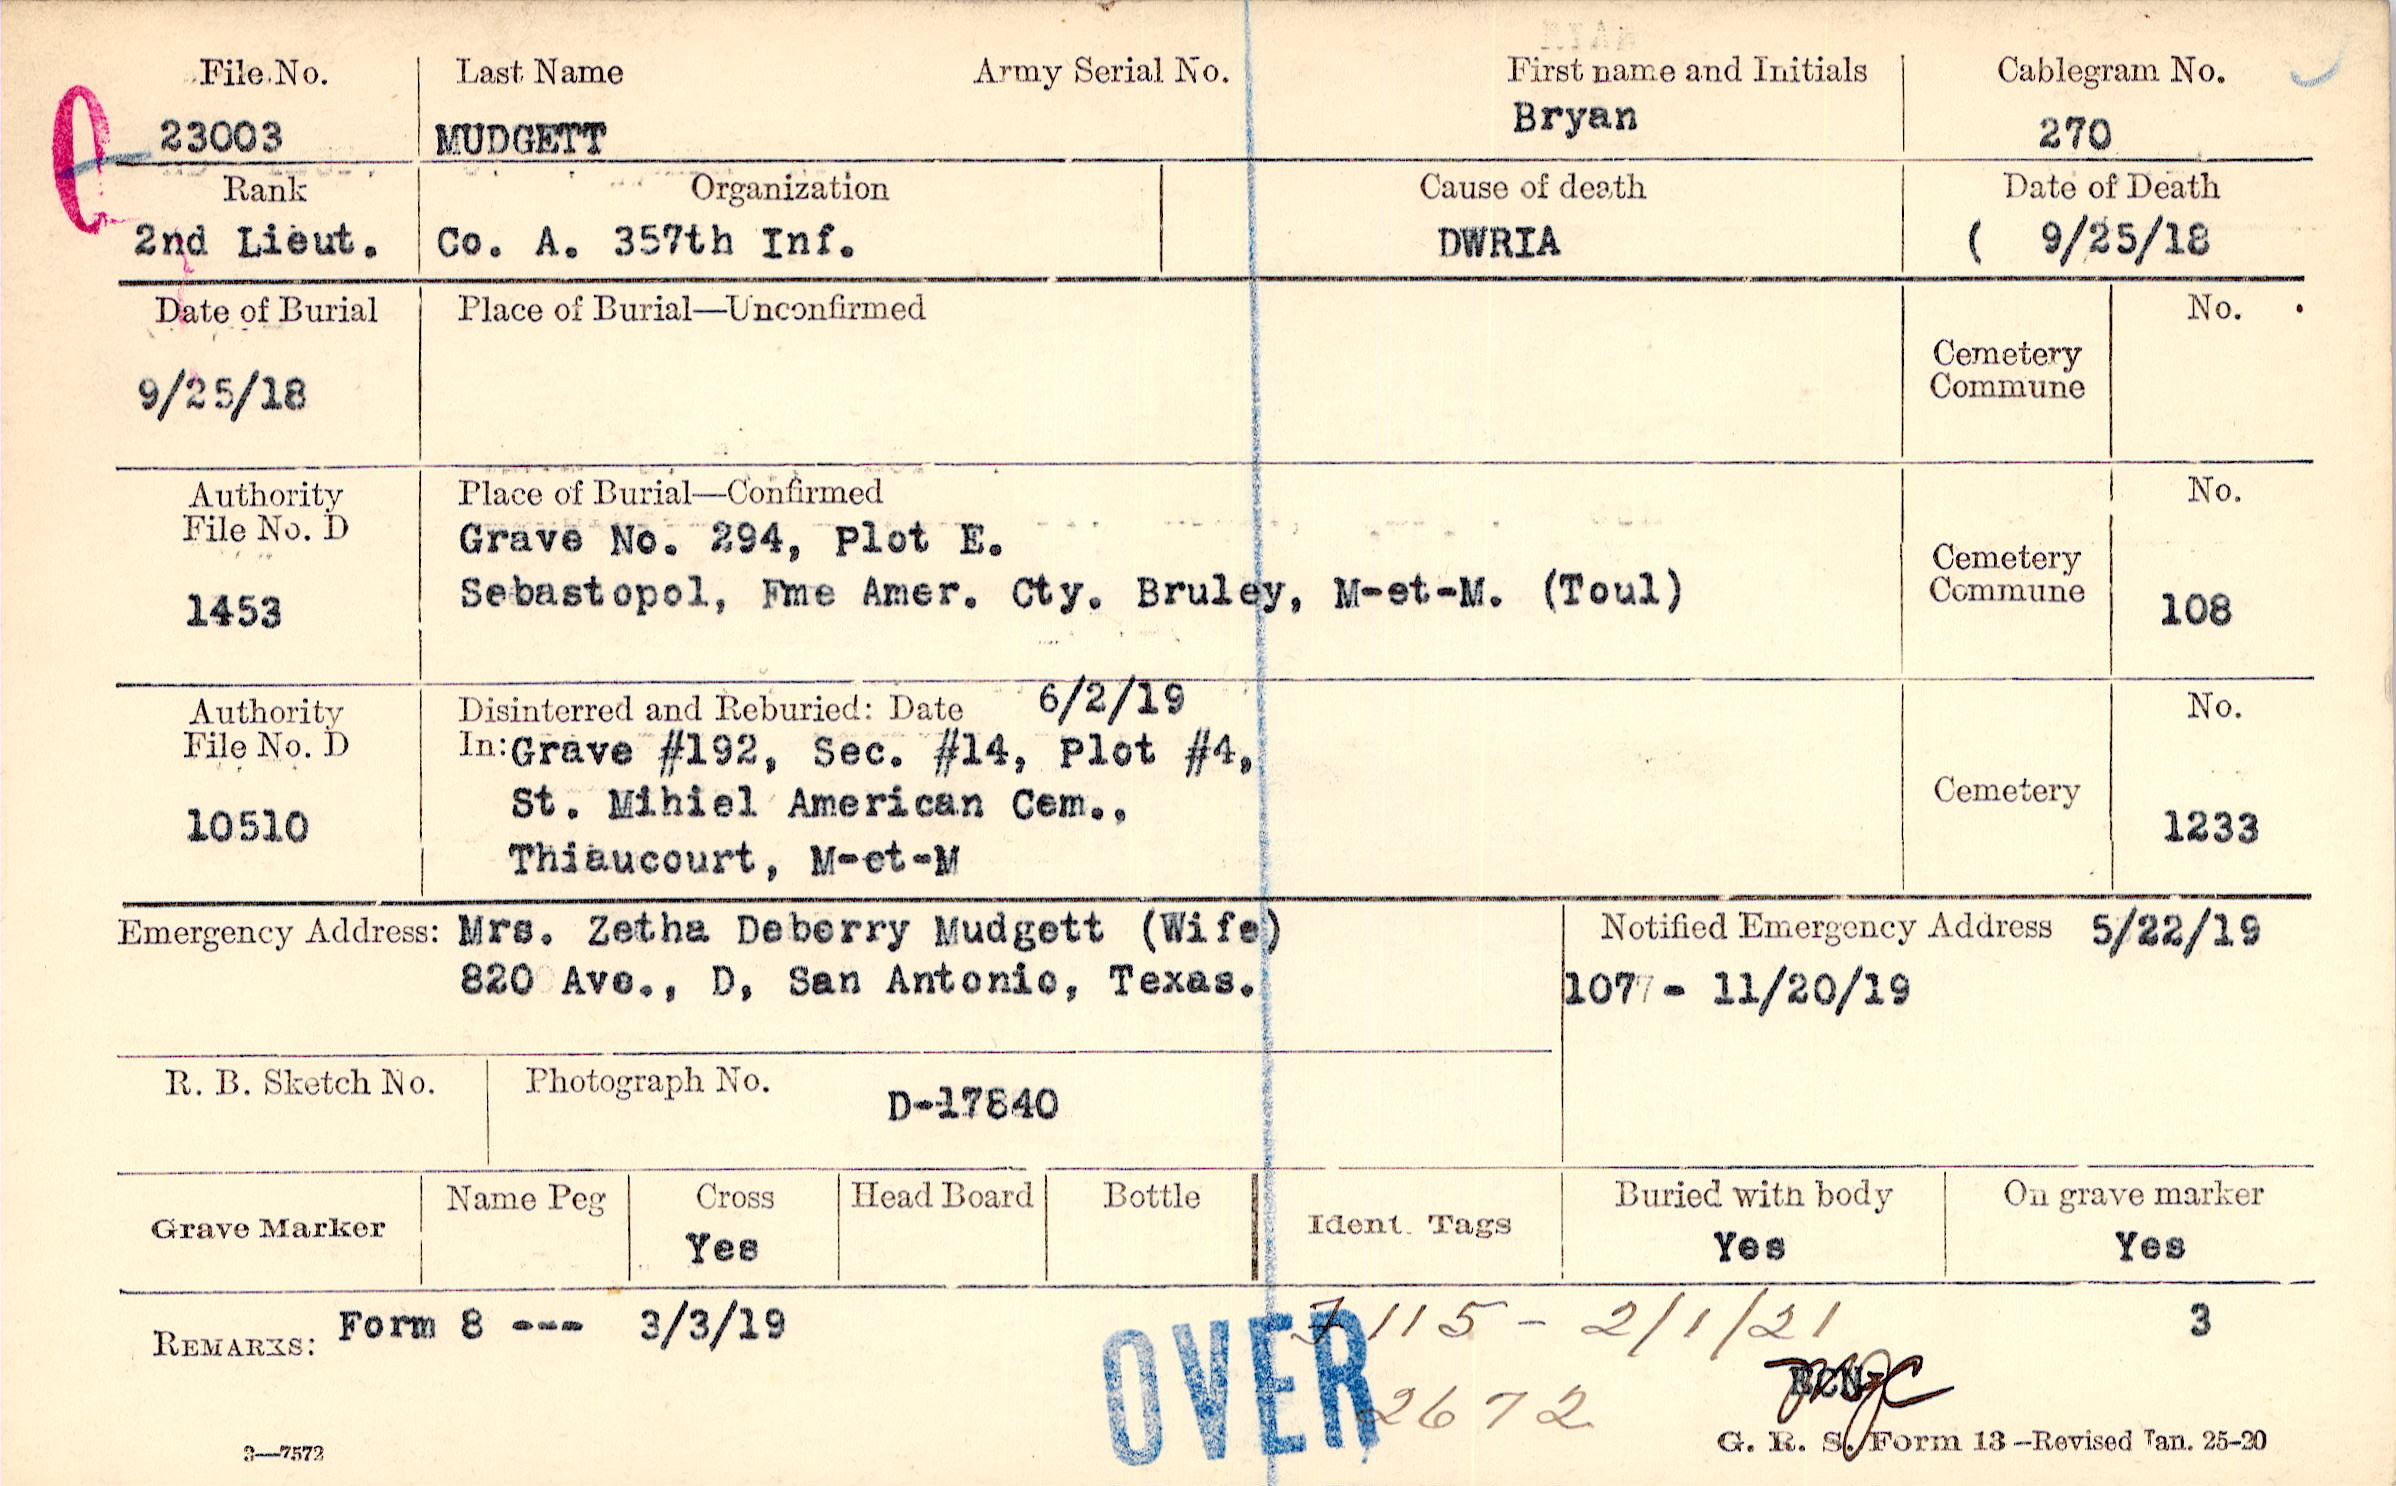 File No. Last Name Army Serial No. First name and Initials Cablegram No.
23003 MUDGETT Bryan 270
Rank Organization Cause of death Date of Death
2nd Lieut. Co. A. 357th Inf. DWRIA ( 9/25/18
Date of Burial Place of Burial—Unconfirmed No.
Cemetery
Commune
9/25/18
Authority Place of Burial—Confirmed No.
File No. D
Grave No. 294, Plot E.
Cemetery
Sebastopol, Fme Amer. Cty. Bruley, M-et-M. (Toul) Commune
1453 108
Authority Disinterred and Reburied: Date 6/2/19 No.
File No. D In: Grave #192, Sec. #14, Plot #4,
St. Mihiel American Cem., Cemetery
10510 1233
Thiaucourt, M-et-M
Emergency Address: Mrs. Zetha Deberry Mudgett (Wife) Notified Emergency Address 5/22/19
820 Ave., D, San Antonio, Texas. 1077 - 11/20/19
R. B. Sketch No. Photograph No. D-17840
Grave Marker Name Peg Cross Head Board Bottle Ident. Tags Buried with body On grave marker
Yes Yes Yes
REMARKS: Form 8 --- 3/3/19 115 - 2/1/21 3
OVER 2672
3—7572 G. R. S. Form 13—Revised Jan. 25-20